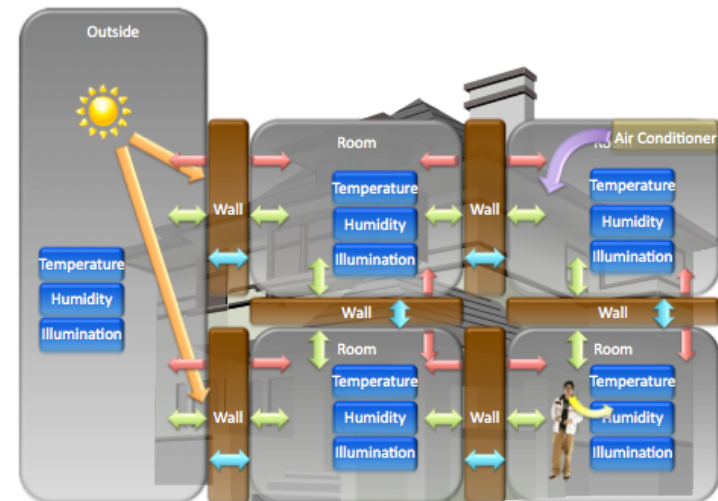 Outside
Temperature
Humidity
Illumination
Wall
Room
Temperature
Humidity
Illumination
Wall
Room
Air Conditioner
Temperature
Humidity
Illumination
Wall
Wall
Wall
Room
Temperature
Humidity
Illumination
Wall
Room
Temperature
Humidity
Illumination